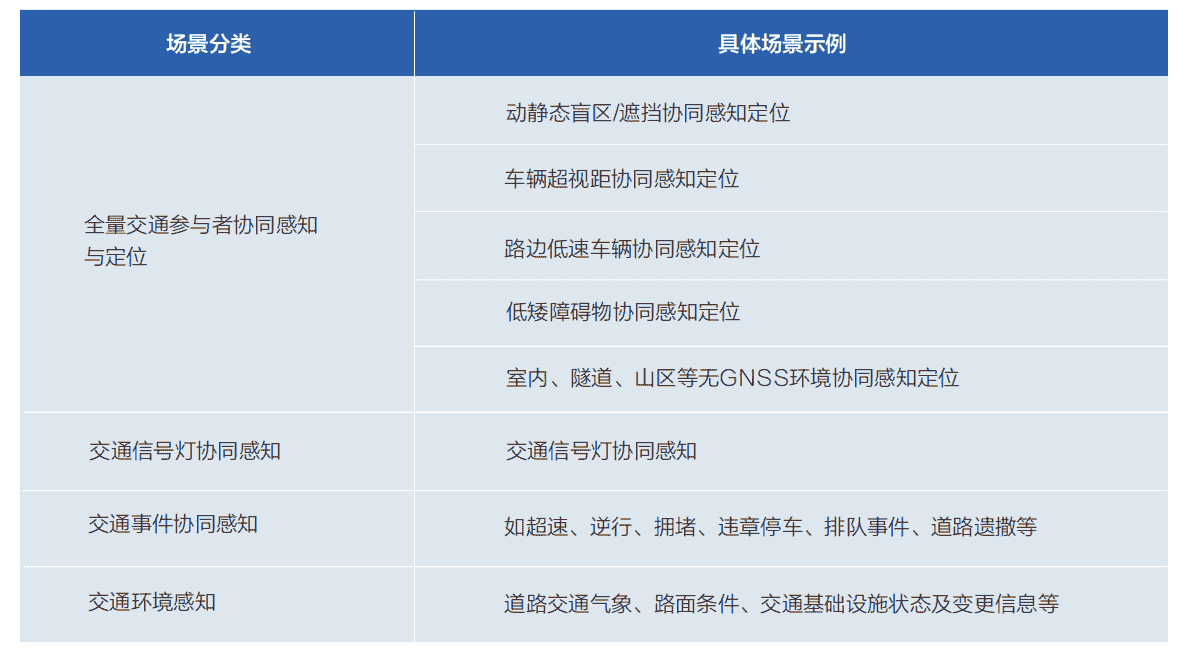 场景分类
具体场景示例
全量交通参与者协同感知
与定位
动静态盲区/遮挡协同感知定位
车辆超视距协同感知定位
路边低速车辆协同感知定位
低矮障碍物协同感知定位
室内、隧道、山区等无GNSS环境协同感知定位
交通信号灯协同感知
交通信号灯协同感知
交通事件协同感知
如超速、逆行、拥堵、违章停车、排队事件、道路遗撒等
交通环境感知
道路交通气象、路面条件、交通基础设施状态及变更信息等